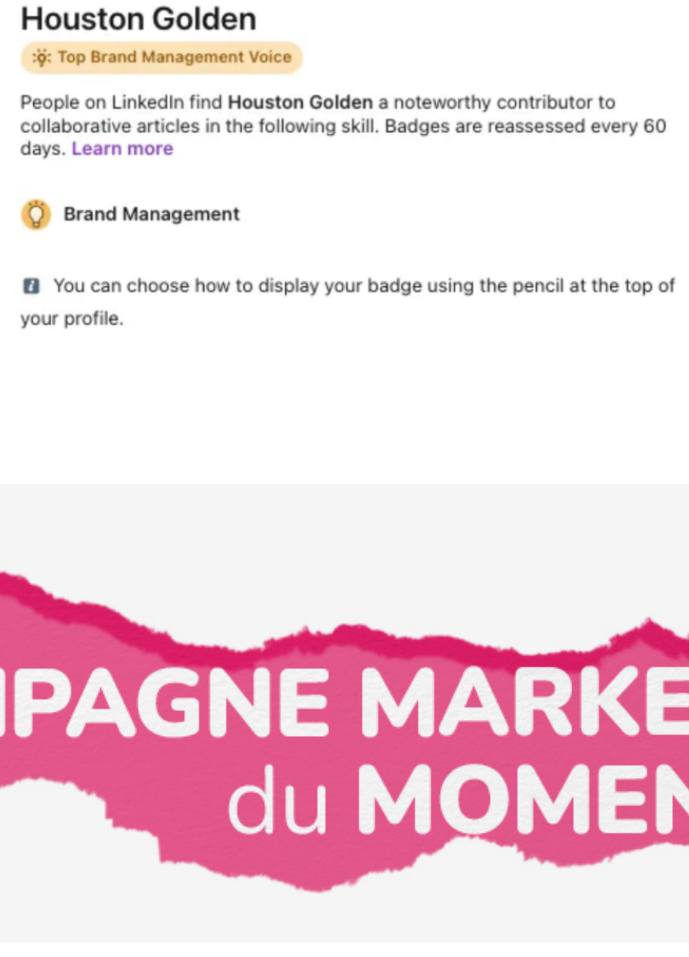 Houston Golden
Top Brand Management Voice
People on LinkedIn find Houston Golden a noteworthy contributor to
collaborative articles in the following skill. Badges are reassessed every 60
days. Learn more
Brand Management
You can choose how to display your badge using the pencil at the top of
your profile.
MPAGNE MARKE
du MOMEN